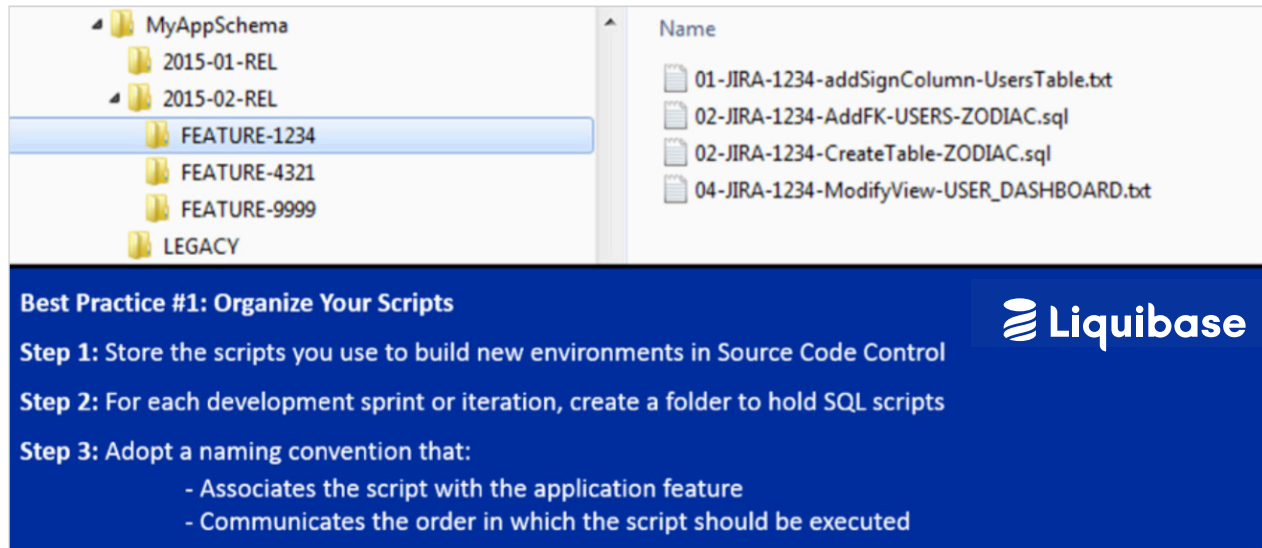 MyAppSchema
2015-01-REL
2015-02-REL
FEATURE-1234
FEATURE-4321
FEATURE-9999
LEGACY
Name
01-JIRA-1234-addSignColumn-UsersTable.txt
02-JIRA-1234-AddFK-USERS-ZODIAC.sql
02-JIRA-1234-CreateTable-ZODIAC.sql
04-JIRA-1234-ModifyView-USER_DASHBOARD.txt
Best Practice #1: Organize Your Scripts
Liquibase
Step 1: Store the scripts you use to build new environments in Source Code Control
Step 2: For each development sprint or iteration, create a folder to hold SQL scripts
Step 3: Adopt a naming convention that:
- Associates the script with the application feature
- Communicates the order in which the script should be executed